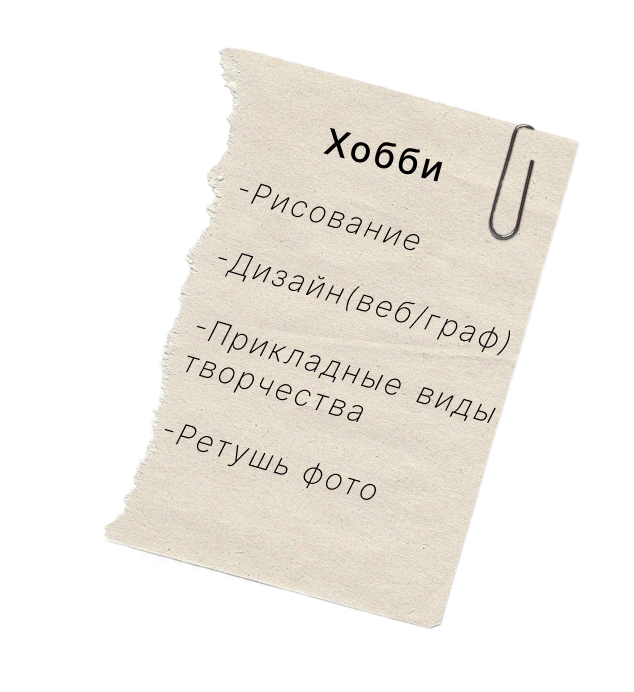 Хобби
-Рисование
-Дизайн(веб/граф)
-Прикладные виды
творчества
-Ретушь фото